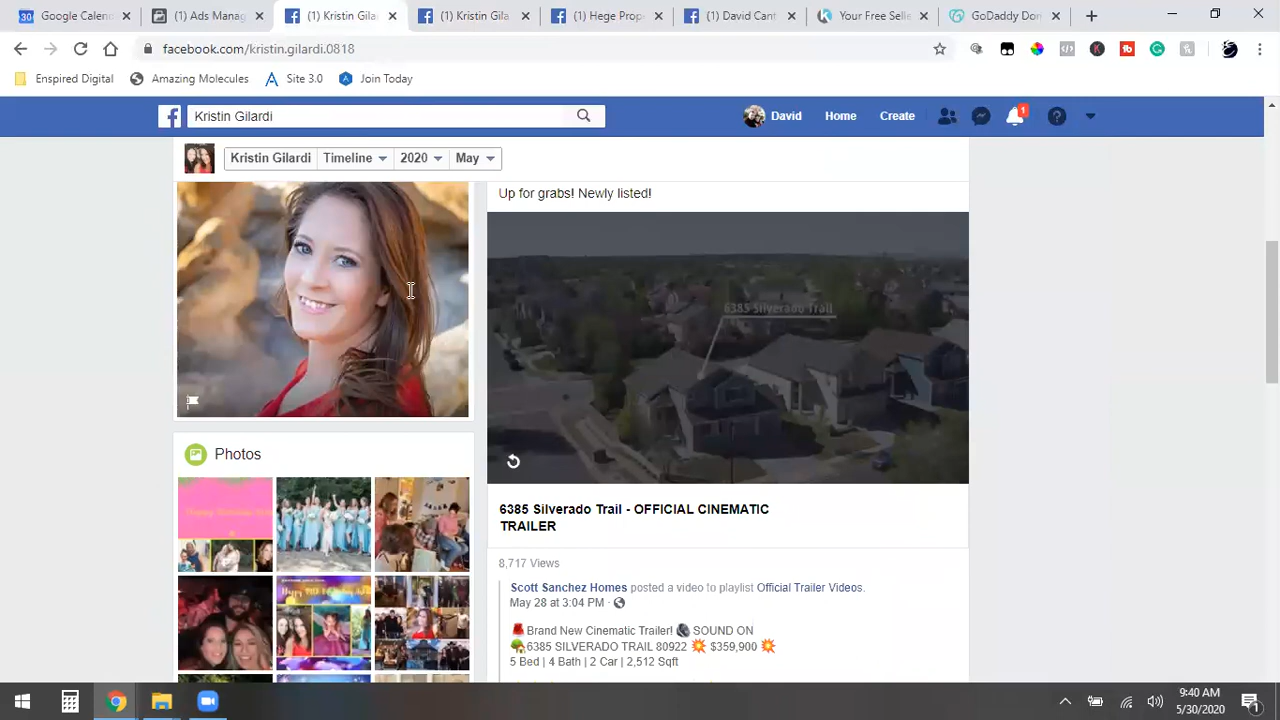 Google Calend
(1) Ads Manag
(1) Kristin Gila
(1) Kristin Gil
(1) Hege Prop
(1) David Cant
Your Free Selle
GoDaddy Don
facebook.com/kristin.gilardi.0818
Enspired Digital
Amazing Molecules
Site 3.0
Join Today
Kristin Gilardi
David
Home
Create
1
Kristin Gilardi
Timeline
2020
May
Up for grabs! Newly listed!
6385 Silverado Trail
6385 Silverado Trail - OFFICIAL CINEMATIC
TRAILER
Photos
8,717 Views
Scott Sanchez Homes posted a video to playlist Official Trailer Videos.
May 28 at 3:04 PM ·
Brand New Cinematic Trailer! SOUND ON
6385 SILVERADO TRAIL 80922 $359,900
5 Bed | 4 Bath | 2 Car | 2,512 Sqft
9:40 AM
5/30/2020
1